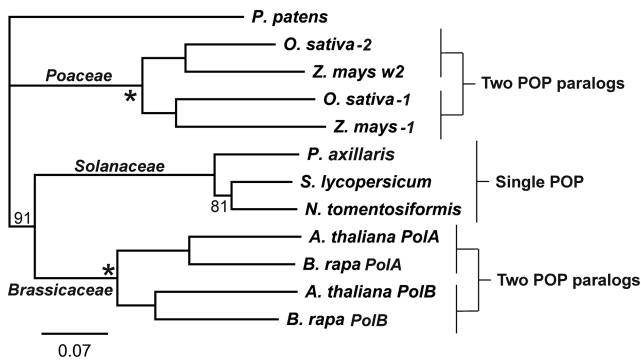 P. patens
O. sativa-2
Z. mays w2
Poaceae
*
Two POP paralogs
O. sativa-1
Z. mays-1
P. axillaris
Solanaceae
S. lycopersicum
Single POP
81
N. tomentosiformis
91
A. thaliana PolA
*
B. rapa PolA
Two POP paralogs
Brassicaceae
A. thaliana PolB
B. rapa PolB
0.07